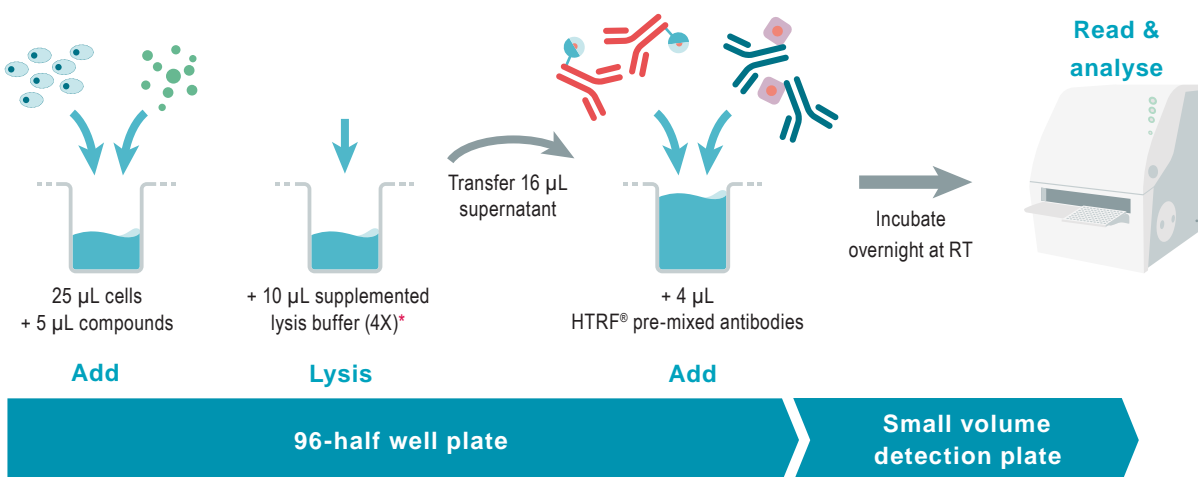 Read &
analyse
Transfer 16 µL
supernatant
Incubate
overnight at RT
25 µL cells
+ 5 µL compounds
+ 10 µL supplemented
lysis buffer (4X)*
+ 4 µL
HTRF® pre-mixed antibodies
Add
Lysis
Add
96-half well plate
Small volume
detection plate